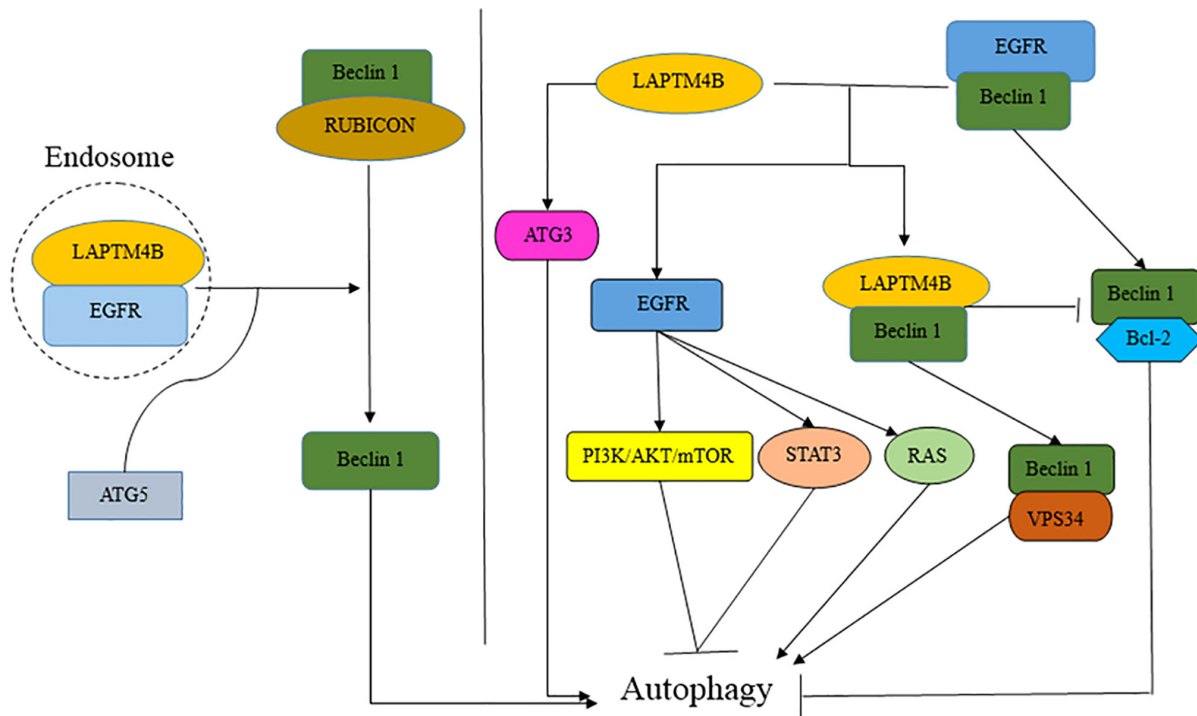 Beclin 1
RUBICON
Endosome
LAPTM4B
EGFR
ATG5
Beclin 1
LAPTM4B
EGFR
Beclin 1
ATG3
EGFR
LAPTM4B
Beclin 1
Beclin 1
Bcl-2
PI3K/AKT/mTOR
STAT3
RAS
Beclin 1
VPS34
Autophagy